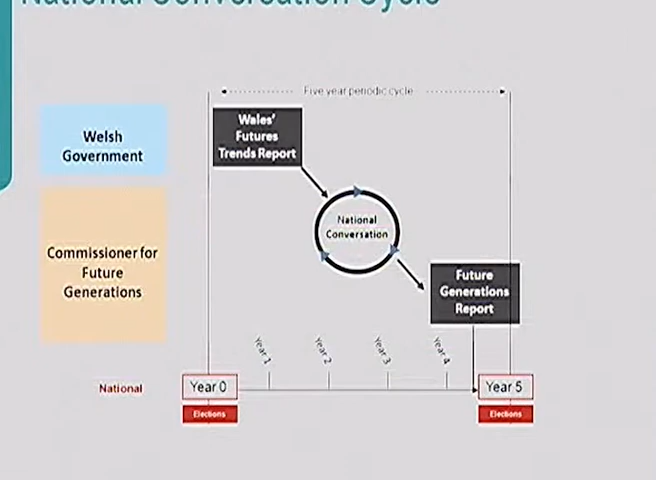 National Conversation Cycle
Five year periodic cycle
Wales'
Futures
Trends Report
Welsh
Government
National
Conversation
Commissioner for
Future
Generations
Future
Generations
Report
Year 1
Year 2
Year 3
Year 4
National
Year 0
Year 5
Elections
Elections